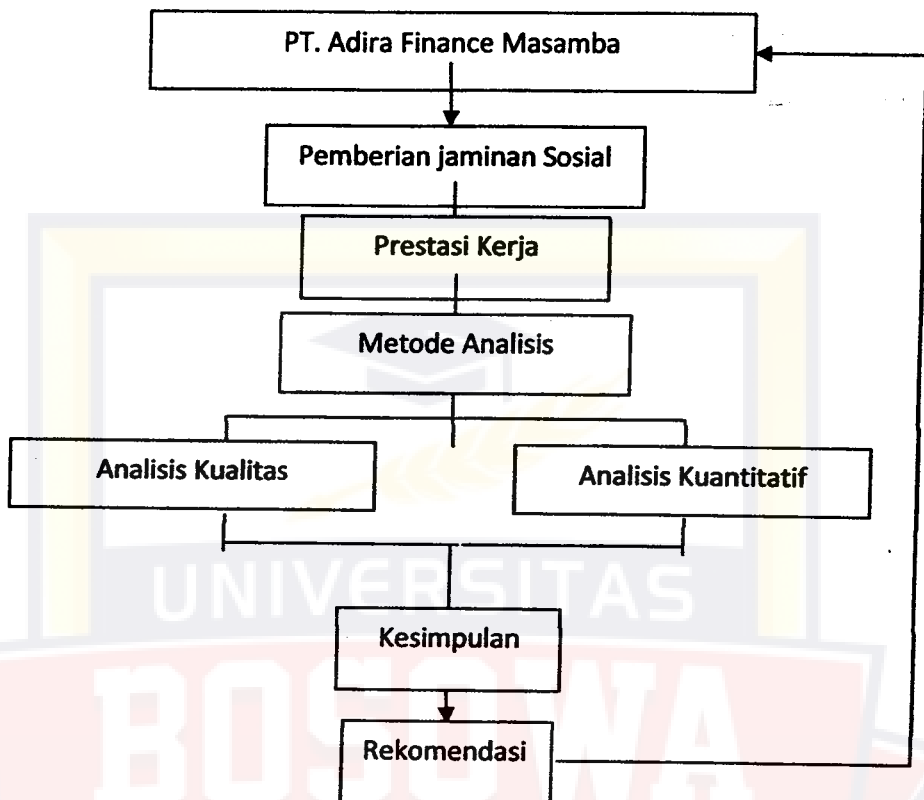 PT. Adira Finance Masamba
Pemberian jaminan Sosial
Prestasi Kerja
Metode Analisis
Analisis Kualitas
Analisis Kuantitatif
UNIVERSITAS
Kesimpulan
BOSOWA
Rekomendasi